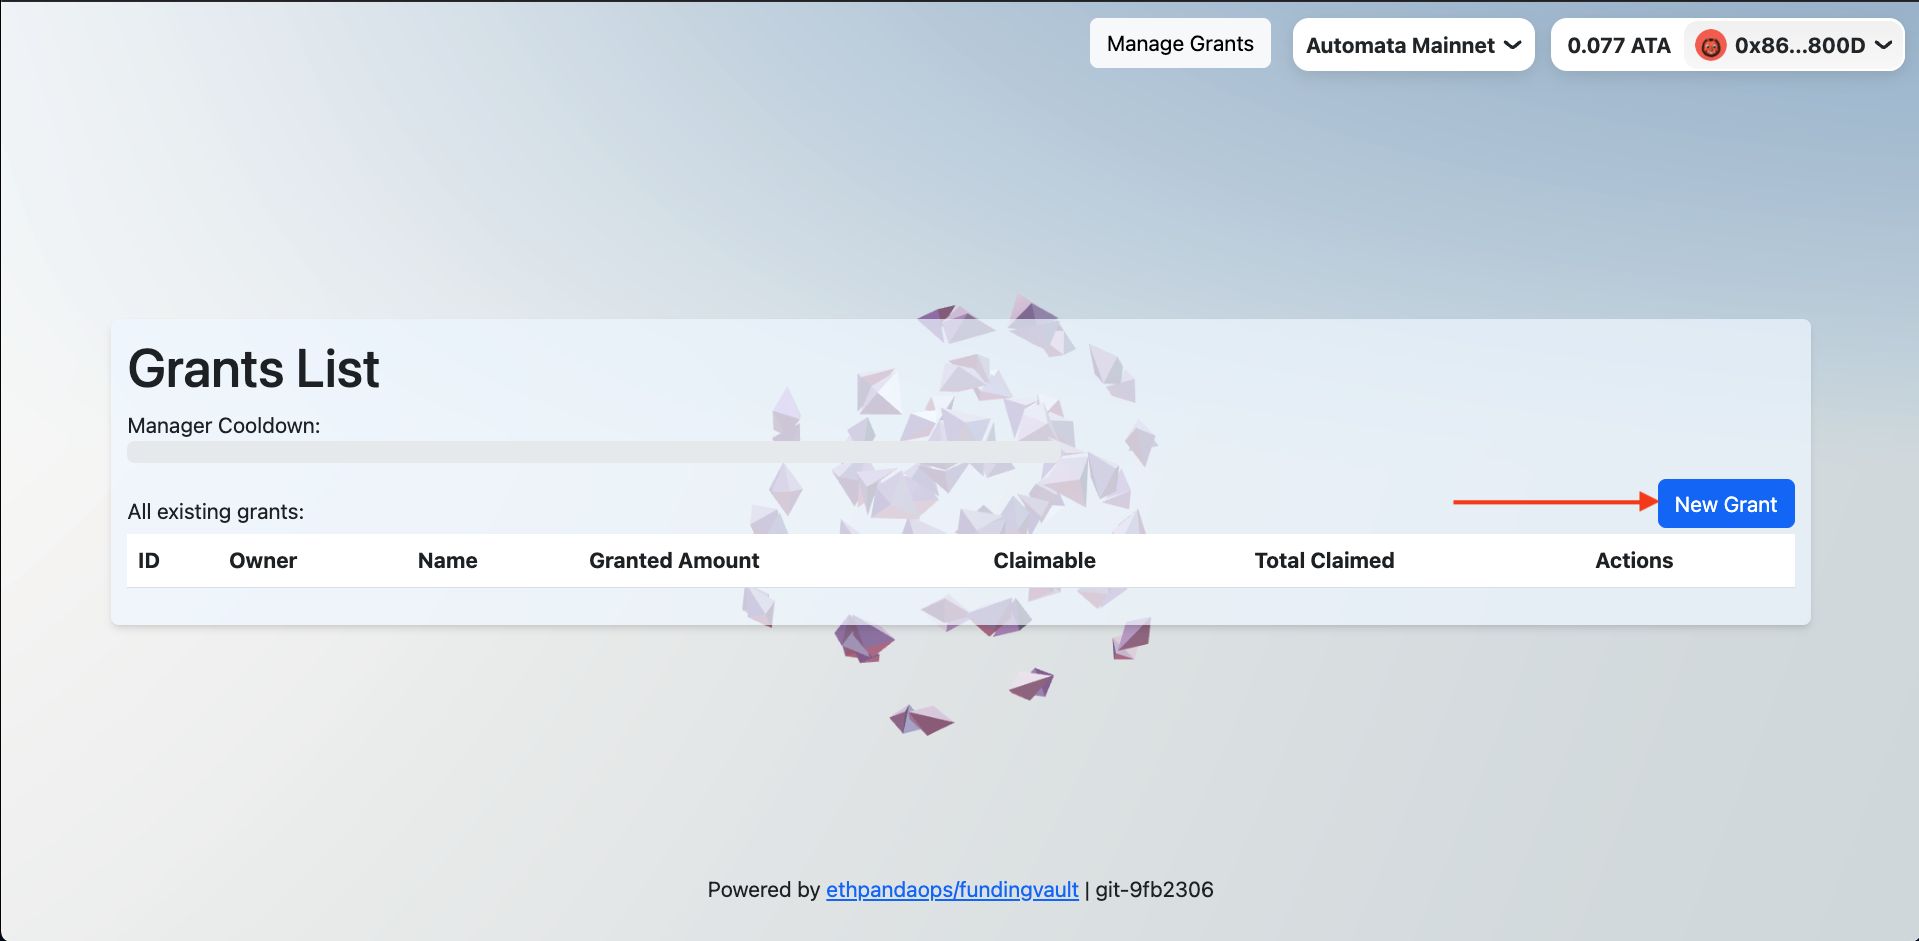 Manage Grants
Automata Mainnet
0.077 ATA
0x86...800D
Grants List
Manager Cooldown:
All existing grants:
New Grant
ID Owner Name Granted Amount Claimable Total Claimed Actions
Powered by ethpandaops/fundingvault | git-9fb2306